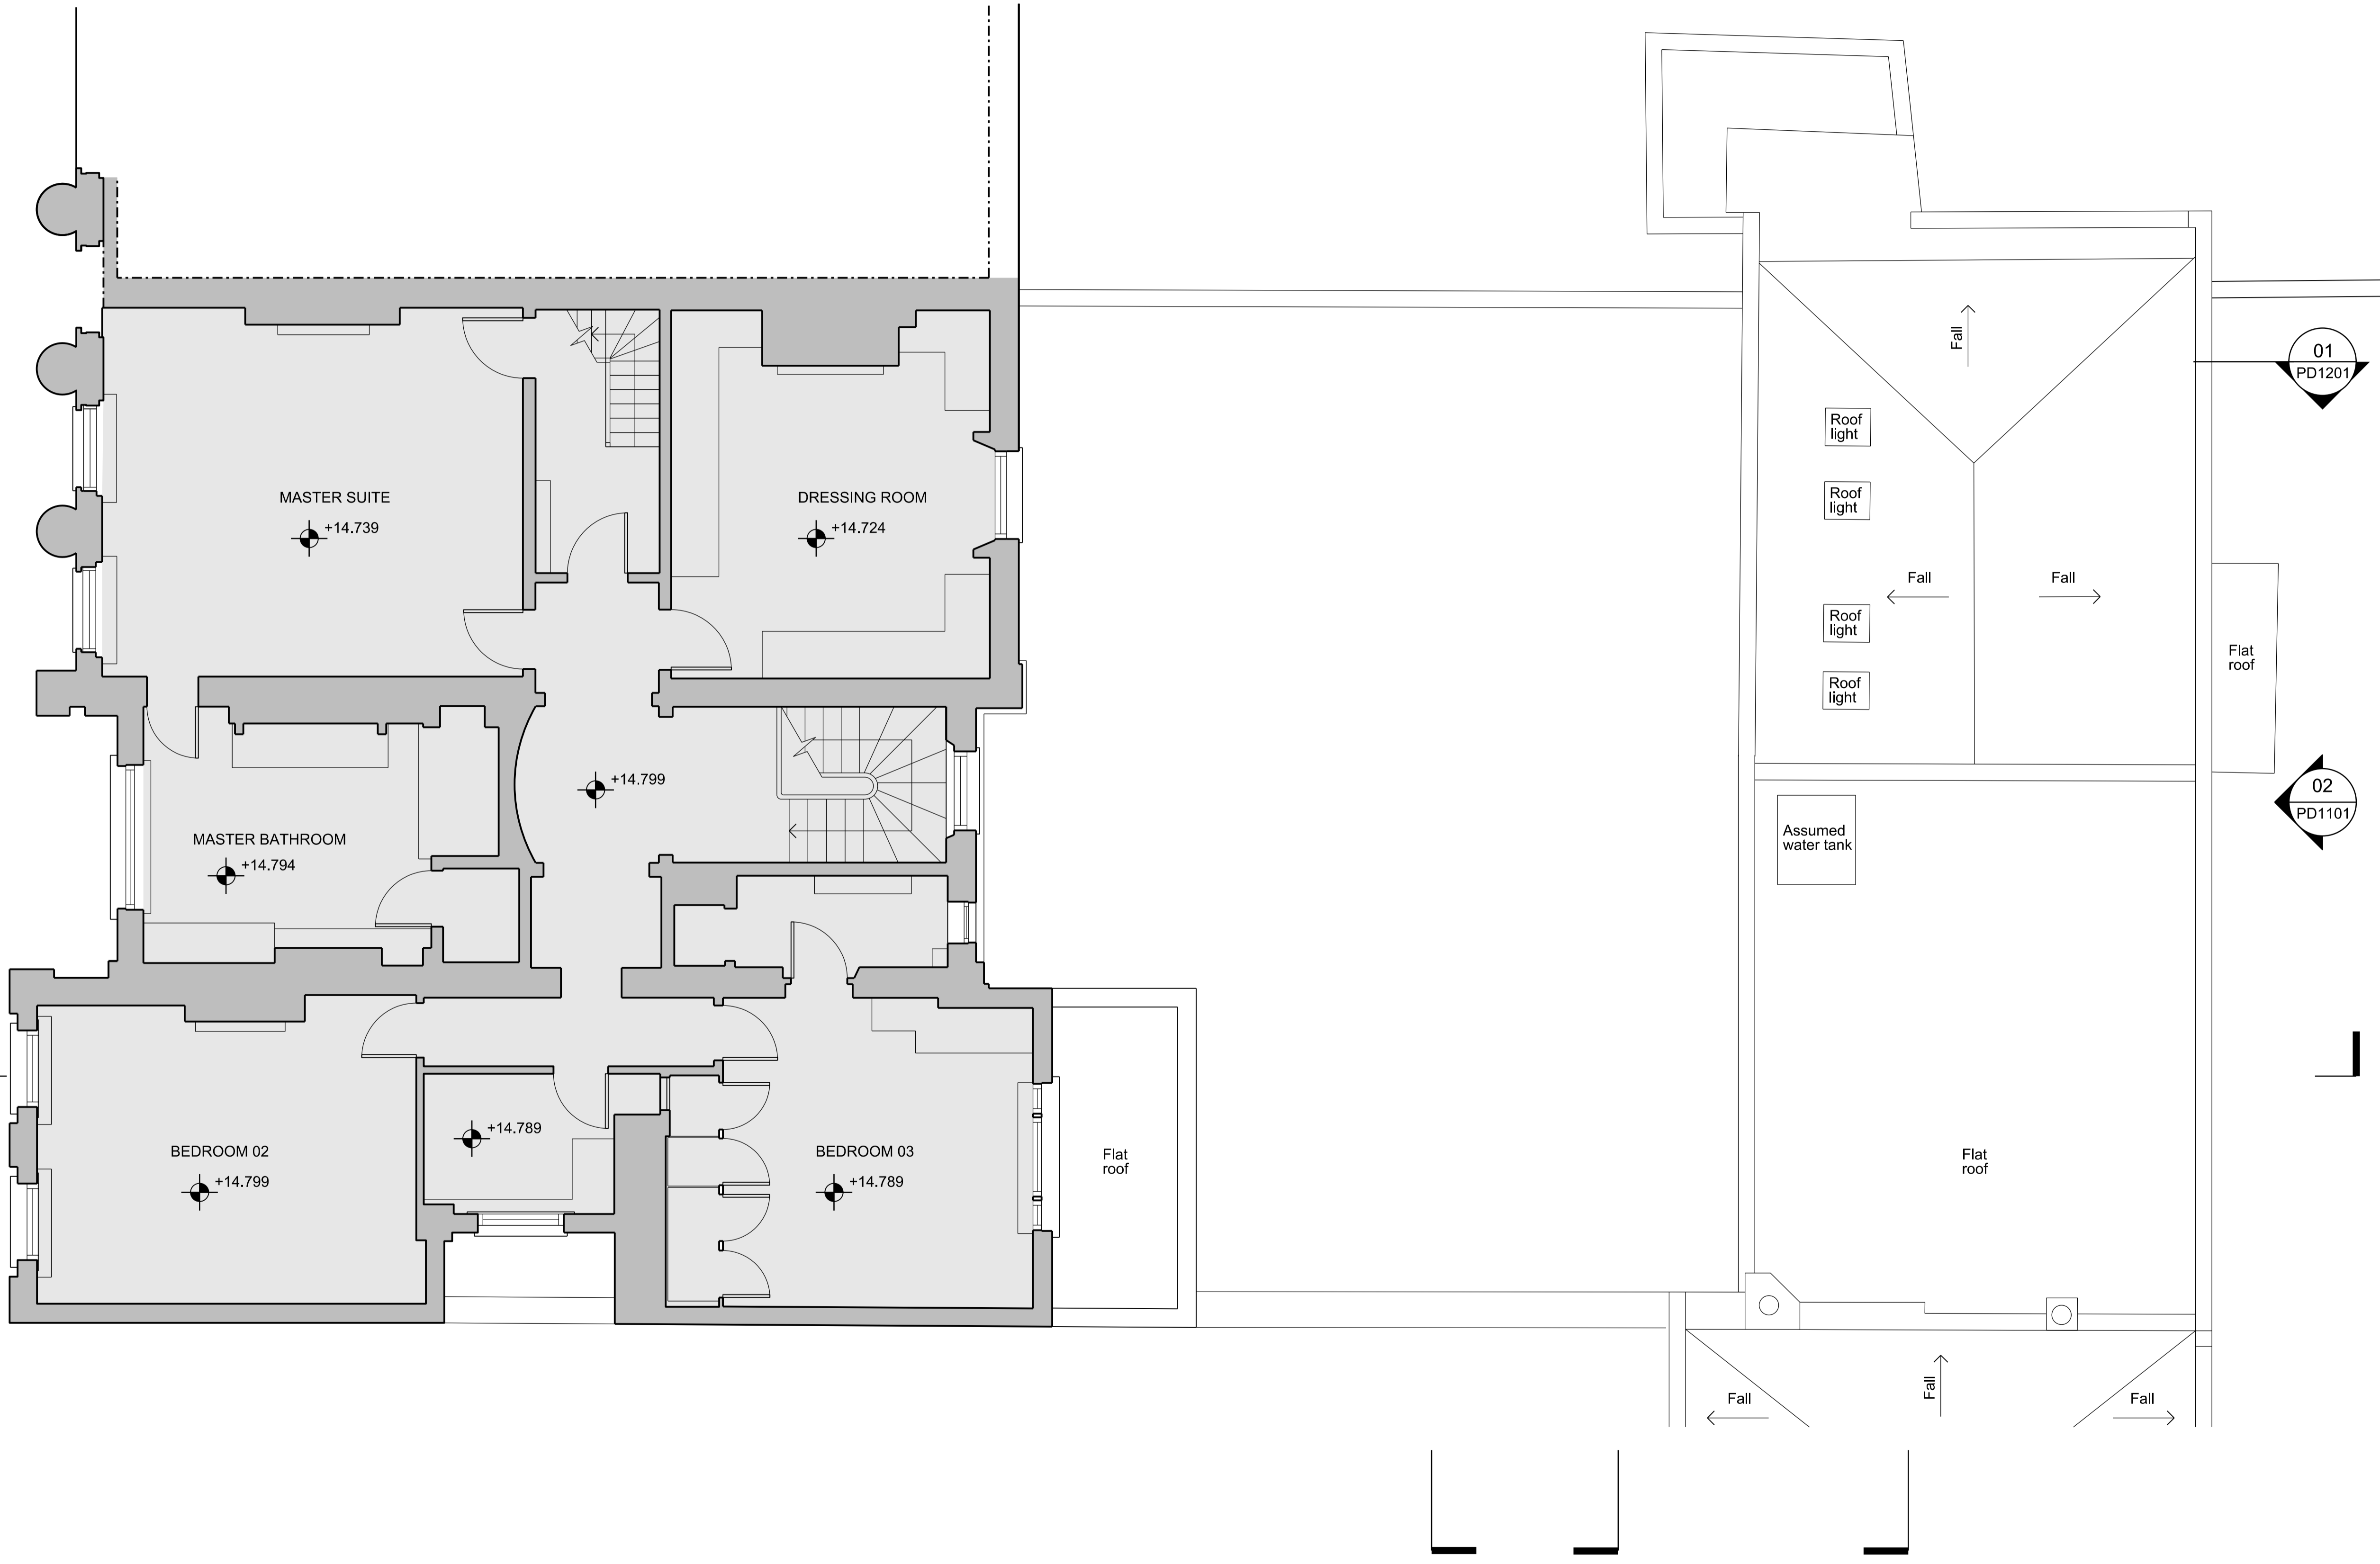 MASTER SUITE
+14.739
DRESSING ROOM
+14.724
MASTER BATHROOM
+14.794
+14.799
BEDROOM 02
+14.799
+14.789
BEDROOM 03
+14.789
Flat
roof
Fall
Roof
light
Roof
light
Roof
light
Roof
light
Fall
Fall
Flat
roof
01
PD1201
02
PD1101
Assumed
water tank
Flat
roof
Fall
Fall
Fall